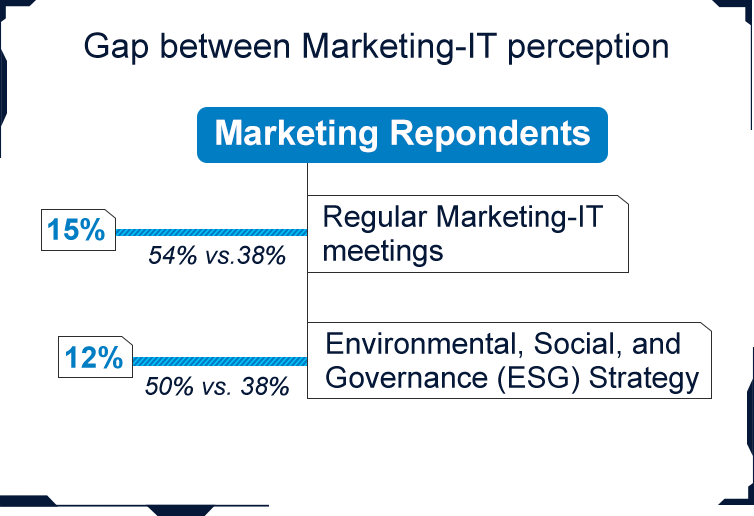 Gap between Marketing-IT perception
Marketing Repondents
15%
54% vs.38%
Regular Marketing-IT
meetings
12%
50% vs. 38%
Environmental, Social, and
Governance (ESG) Strategy